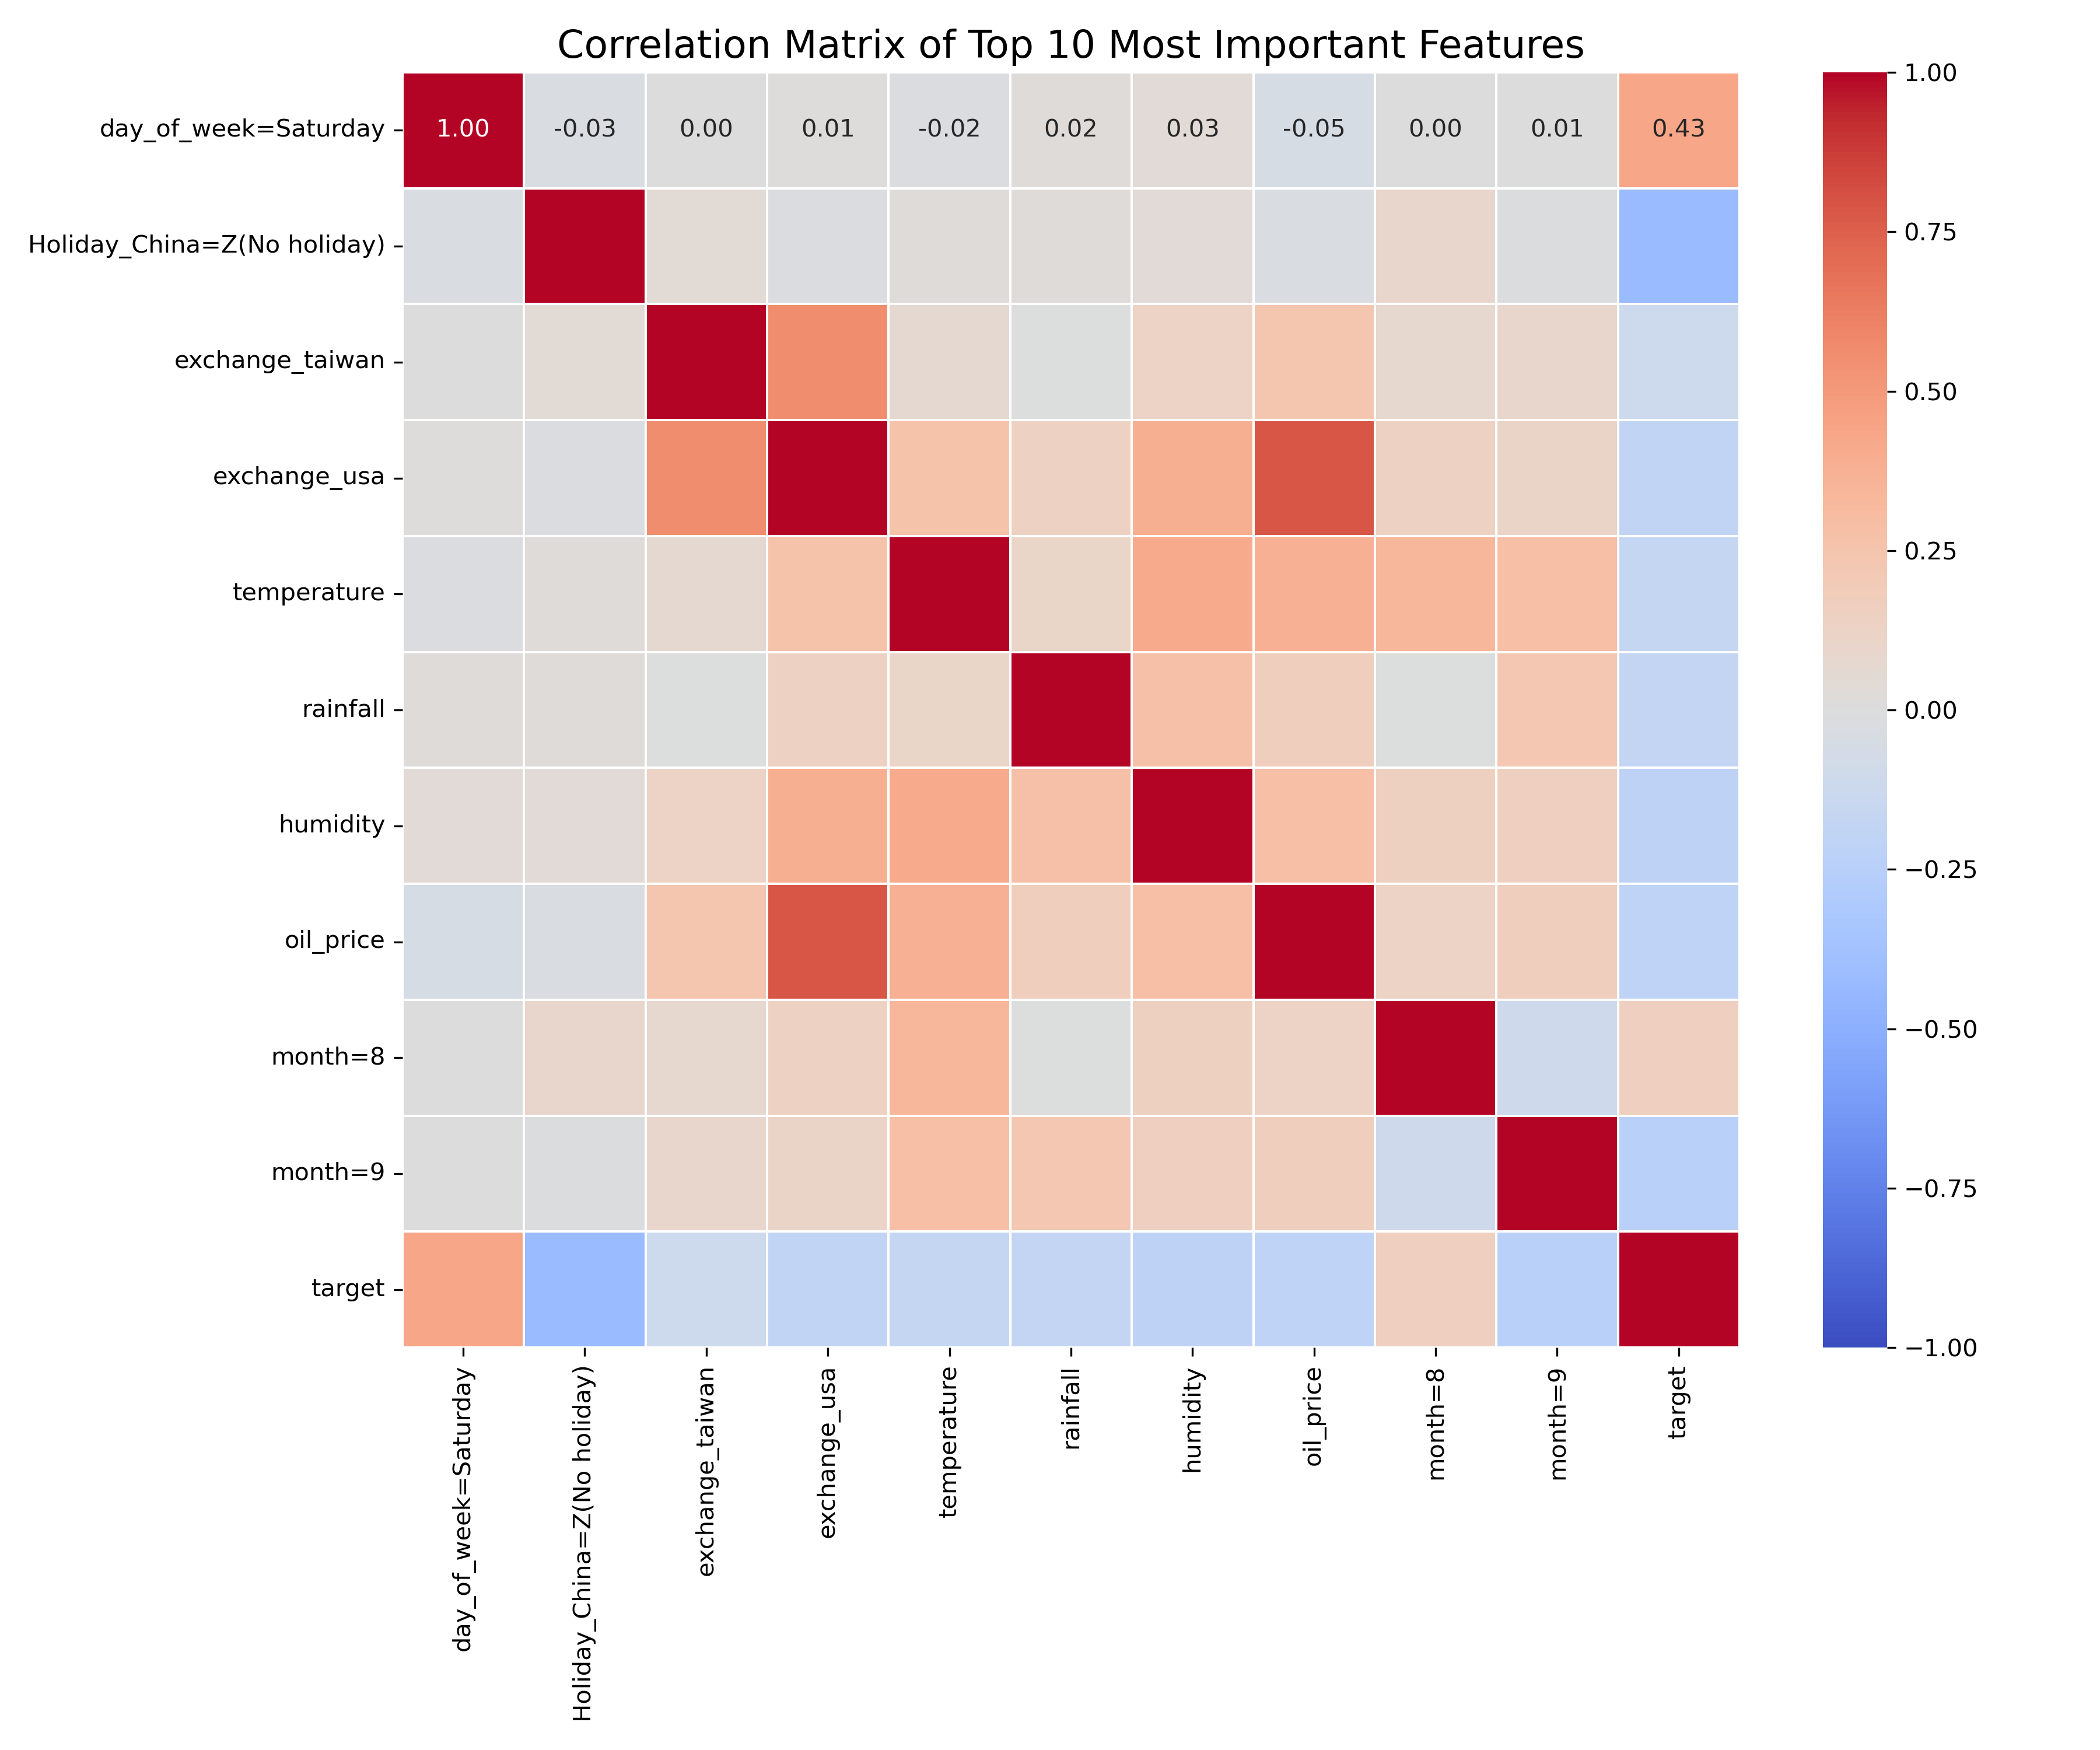 Correlation Matrix of Top 10 Most Important Features
day_of_week=Saturday
1.00 -0.03 0.00 0.01 -0.02 0.02 0.03 -0.05 0.00 0.01 0.43
Holiday_China=Z(No holiday)
exchange_taiwan
exchange_usa
temperature
rainfall
humidity
oil_price
month=8
month=9
target
day_of_week=Saturday
Holiday_China=Z(No holiday)
exchange_taiwan
exchange_usa
temperature
rainfall
humidity
oil_price
month=8
month=9
target
1.00
0.75
0.50
0.25
0.00
−0.25
−0.50
−0.75
−1.00